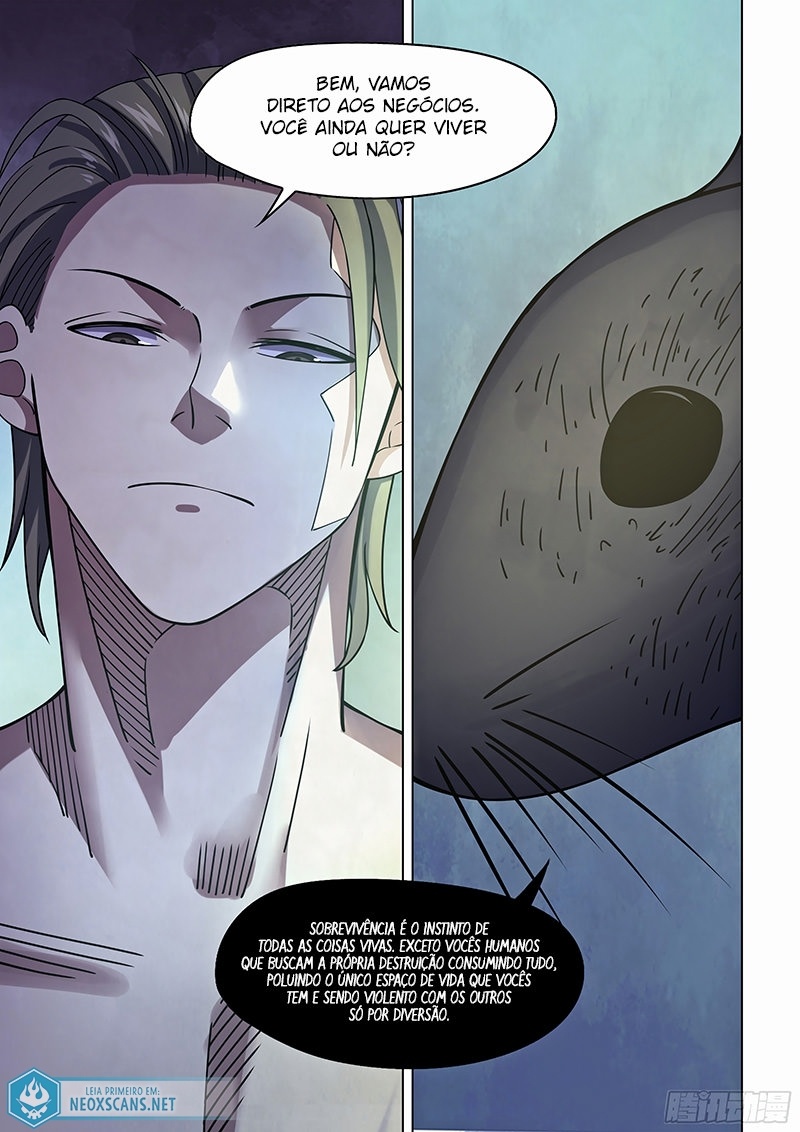 BEM, VAMOS
DIRETO AOS NEGÓCIOS.
VOCÊ AINDA QUER VIVER
OU NÃO?
SOBREVIVÊNCIA É O INSTINTO DE
TODAS AS COISAS VIVAS. EXCETO VOCÊS HUMANOS
QUE BUSCAM A PRÓPRIA DESTRUIÇÃO CONSUMINDO TUDO,
POLUINDO O ÚNICO ESPAÇO DE VIDA QUE VOCÊS
TEM E SENDO VIOLENTO COM OS OUTROS
SÓ POR DIVERSÃO.
LEIA PRIMEIRO EM:
NEOXSCANS.NET
腾讯动漫